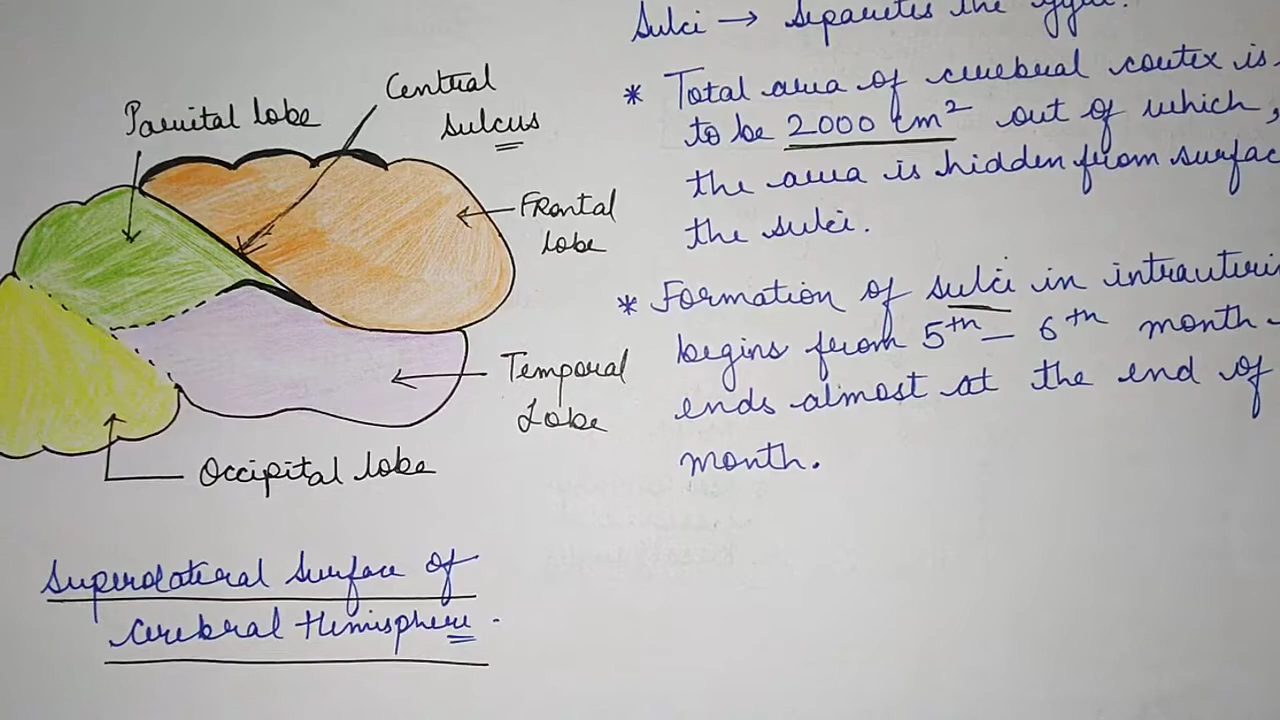 Parietal lobe
Central
sulcus
Frontal
lobe
Temporal
Lobe
Occipital lobe
Superolateral Surface of
cerebral Hemisphere.
Sulci → Separates the gyri.
* Total area of cerebral cortex is
to be 2000 cm² out of which,
the area is hidden from surfac
the sulci.
* Formation of sulci in intrauteri
begins from 5th – 6th month
ends almost at the end of
month.